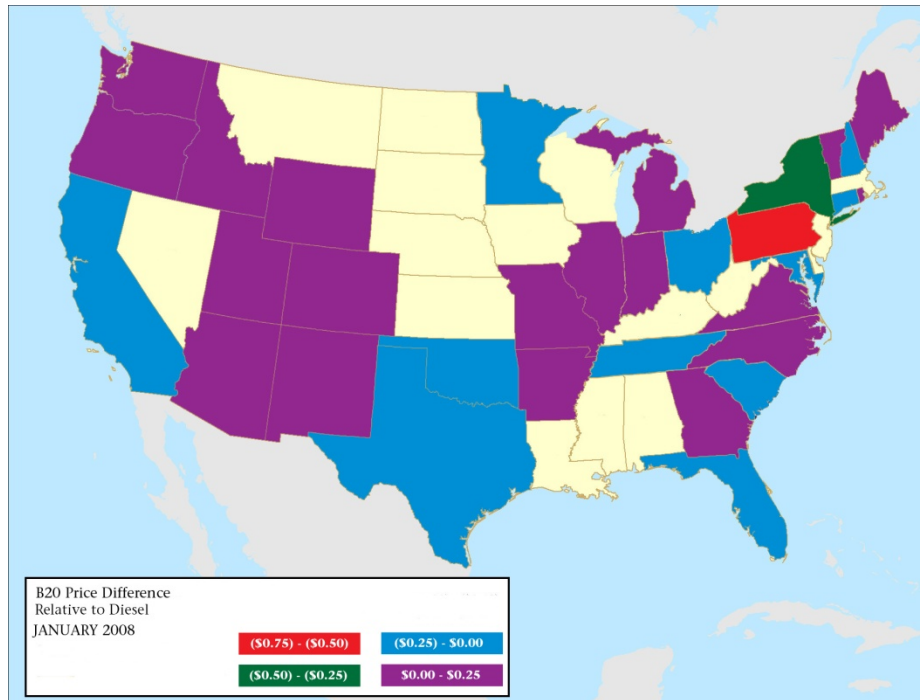 B20 Price Difference
Relative to Diesel
JANUARY 2008
($0.75) - ($0.50)
($0.25) - $0.00
($0.50) - ($0.25)
$0.00 - $0.25